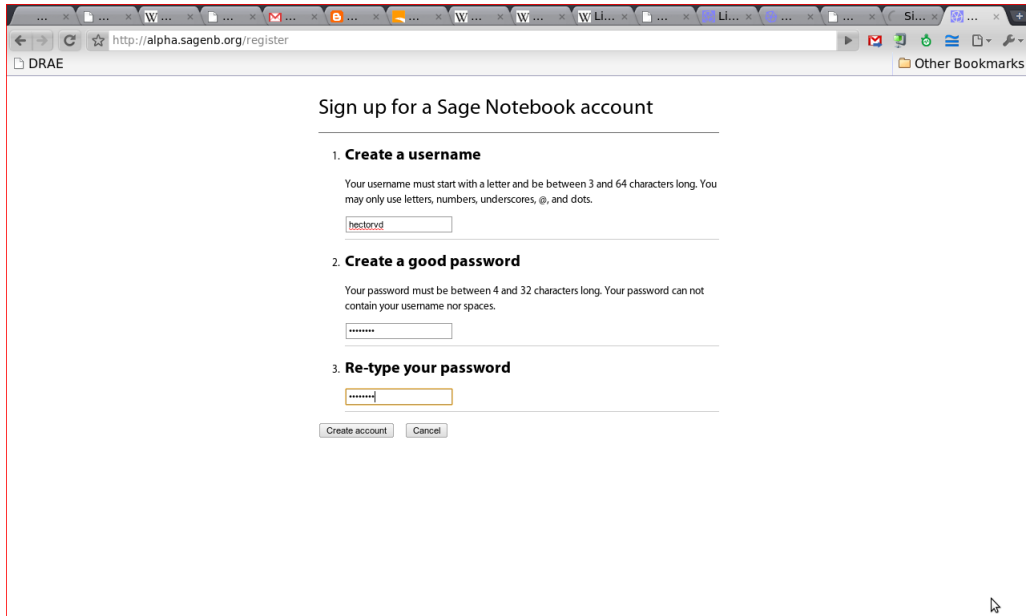 ... ... W ... ... M ... ... ... W ... W ... W Li... ... Li... ... ... Si... ...
http://alpha.sagenb.org/register
DRAE Other Bookmarks
Sign up for a Sage Notebook account
1. Create a username
Your username must start with a letter and be between 3 and 64 characters long. You
may only use letters, numbers, underscores, @, and dots.
hectorvd
2. Create a good password
Your password must be between 4 and 32 characters long. Your password can not
contain your username nor spaces.
••••••••
3. Re-type your password
••••••••
Create account Cancel